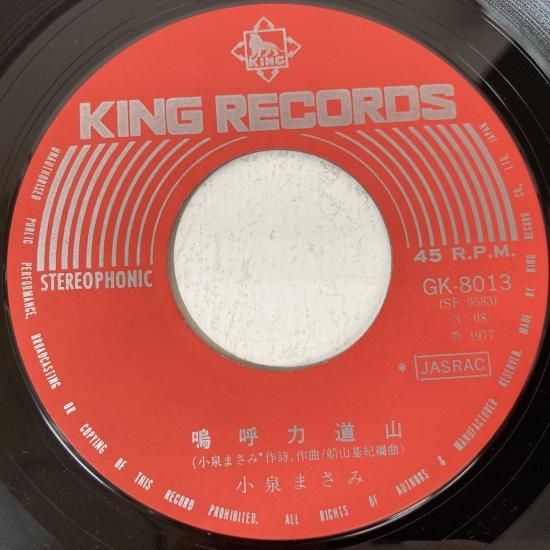 KING
KING RECORDS
STEREOPHONIC
45 R.P.M.
GK-8013
(SF 9583)
(3:08)
Ⓟ 1977
* JASRAC
嗚呼力道山
(小泉まさみ*作詩,作曲/船山基紀編曲)
小泉まさみ
UNAUTHORISED PUBLIC PERFORMANCE, BROADCASTING OR COPYING OF THIS RECORD PROHIBITED. ALL RIGHTS OF AUTHORS & MANUFACTURER RESERVED. MADE BY KING RECORD CO., LTD. JAPAN